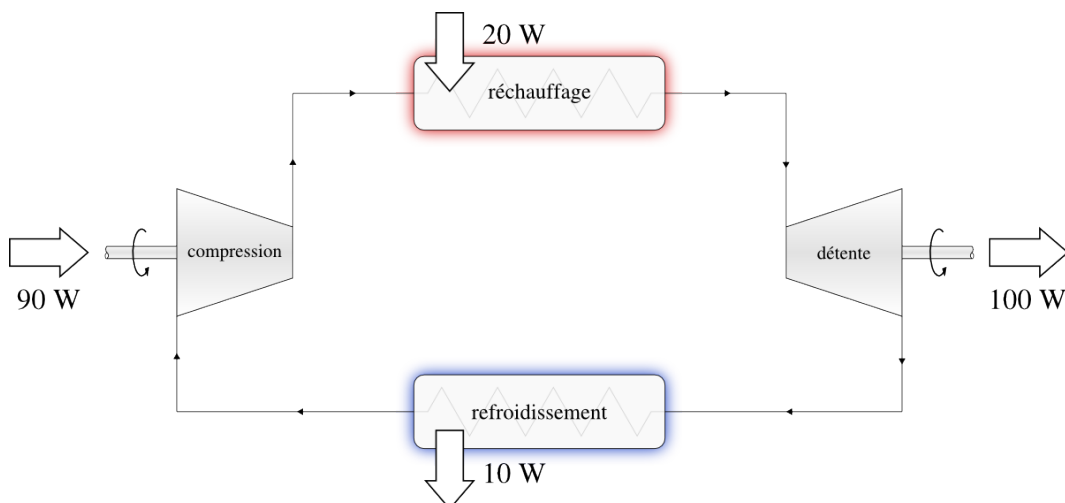 20 W
réchauffage
compression
détente
90 W
100 W
refroidissement
10 W